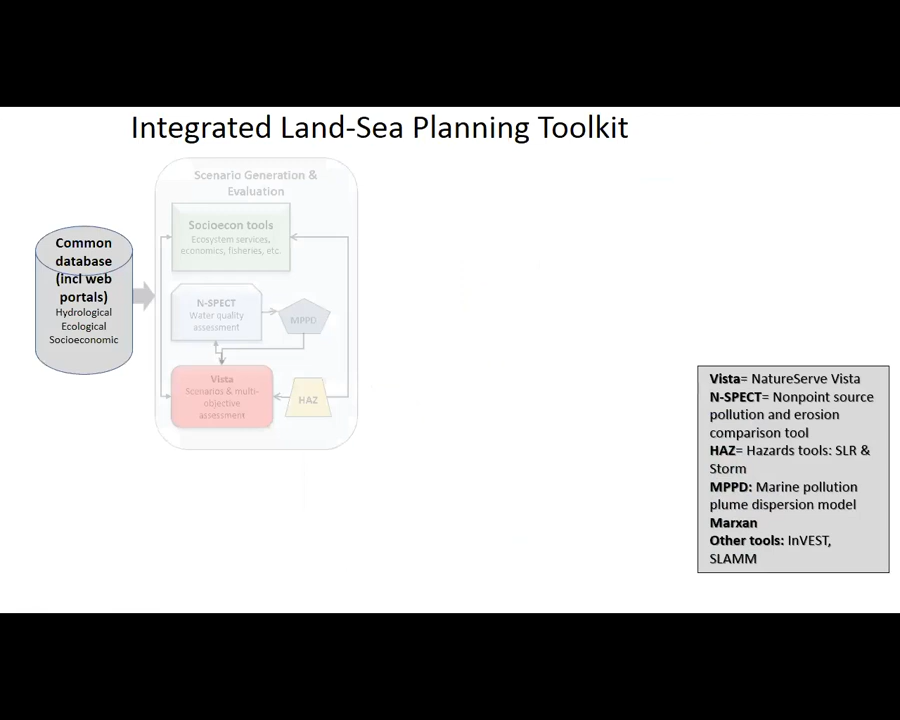 Integrated Land-Sea Planning Toolkit
Scenario Generation &
Evaluation
Socioecon tools
Ecosystem services,
economics, fisheries, etc.
Common
database
(incl web
portals)
Hydrological
Ecological
Socioeconomic
N-SPECT
Water quality
assessment
MPPD
Vista
Scenarios & multi-
objective
assessment
HAZ
Vista= NatureServe Vista
N-SPECT= Nonpoint source
pollution and erosion
comparison tool
HAZ= Hazards tools: SLR &
Storm
MPPD: Marine pollution
plume dispersion model
Marxan
Other tools: InVEST,
SLAMM